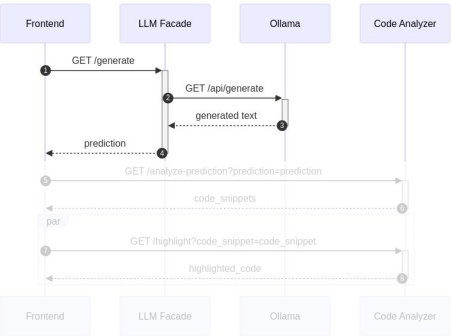 Frontend
LLM Facade
Ollama
Code Analyzer
1
GET /generate
2
GET /api/generate
generated text
3
prediction
4
GET /analyze-prediction?prediction=prediction
5
code_snippets
6
par
GET /highlight?code_snippet=code_snippet
7
highlighted_code
8
Frontend
LLM Facade
Ollama
Code Analyzer